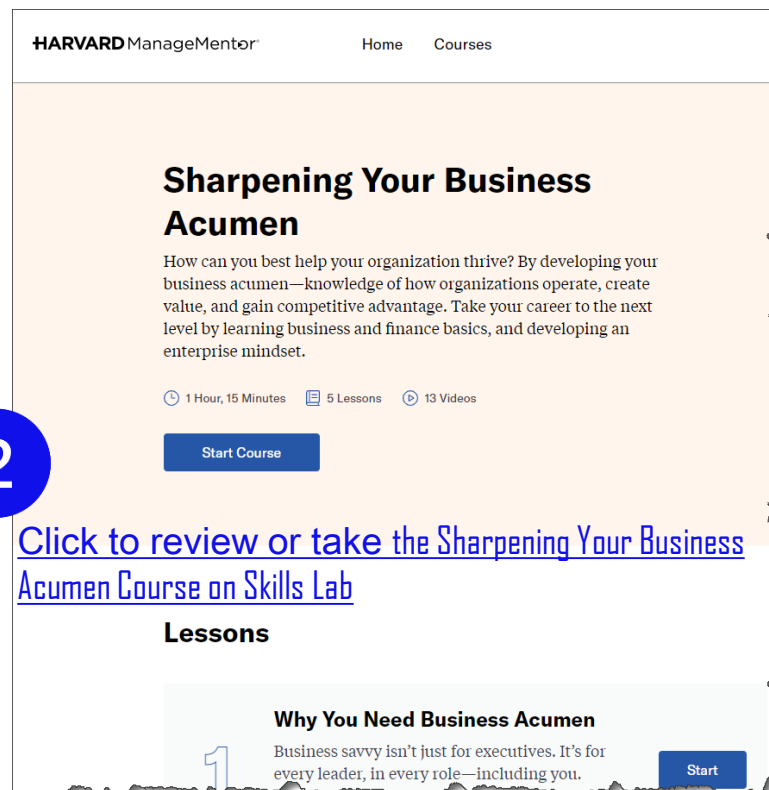 HARVARD ManageMentor
Home Courses
Sharpening Your Business
Acumen
How can you best help your organization thrive? By developing your
business acumen—knowledge of how organizations operate, create
value, and gain competitive advantage. Take your career to the next
level by learning business and finance basics, and developing an
enterprise mindset.
1 Hour, 15 Minutes 5 Lessons 13 Videos
Start Course
2
Click to review or take the Sharpening Your Business
Acumen Course on Skills Lab
Lessons
Why You Need Business Acumen
1
Business savvy isn’t just for executives. It’s for
every leader, in every role—including you.
Start